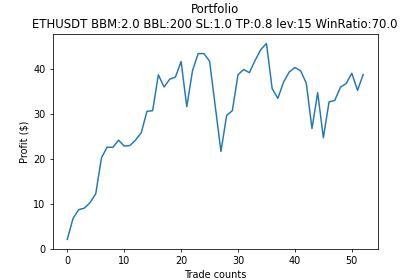 Portfolio
ETHUSDT BBM:2.0 BBL:200 SL:1.0 TP:0.8 lev:15 WinRatio:70.0
40
30
20
10
0
Profit ($)
0 10 20 30 40 50
Trade counts